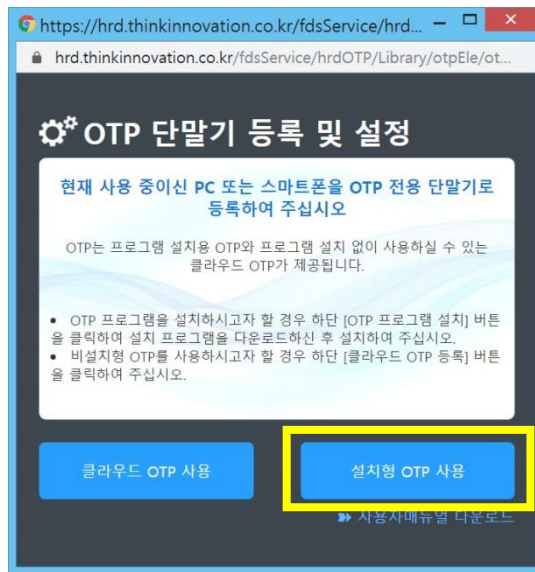 https://hrd.thinkinnovation.co.kr/fdsService/hrd...
hrd.thinkinnovation.co.kr/fdsService/hrdOTP/Library/otpEle/ot...
OTP 단말기 등록 및 설정
현재 사용 중이신 PC 또는 스마트폰을 OTP 전용 단말기로
등록하여 주십시오
OTP는 프로그램 설치용 OTP와 프로그램 설치 없이 사용하실 수 있는
클라우드 OTP가 제공됩니다.
• OTP 프로그램을 설치하시고자 할 경우 하단 [OTP 프로그램 설치] 버튼
을 클릭하여 설치 프로그램을 다운로드하신 후 설치하여 주십시오.
• 비설치형 OTP를 사용하시고자 할 경우 하단 [클라우드 OTP 등록] 버튼
을 클릭하여 주십시오.
클라우드 OTP 사용
설치형 OTP 사용
사용자매뉴얼 다운로드